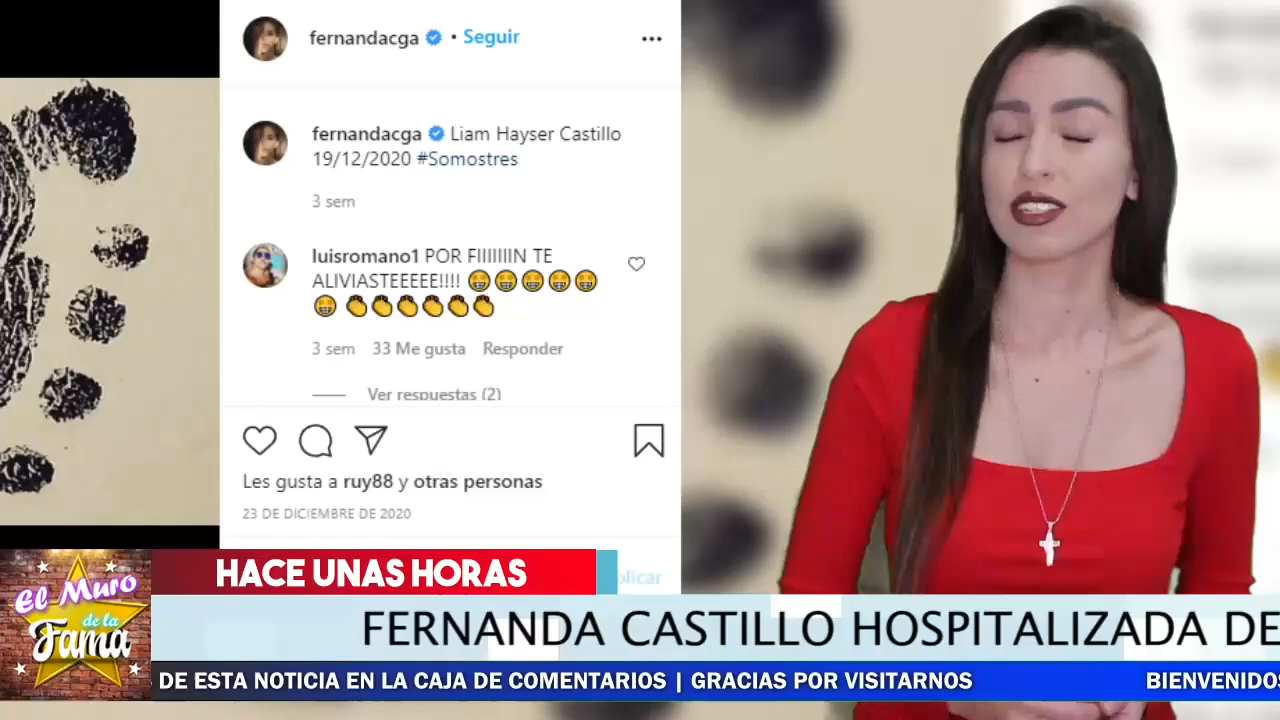 fernandacga • Seguir
fernandacga Liam Hayser Castillo
19/12/2020 #Somostres
3 sem
luisromano1 POR FIIIIIIIN TE
ALIVIASTEEEEE!!!! 🤩🤩🤩🤩🤩
🤩 👏👏👏👏👏👏
3 sem 33 Me gusta Responder
Ver respuestas (2)
Les gusta a ruy88 y otras personas
23 DE DICIEMBRE DE 2020
El Muro
de la
Fama
HACE UNAS HORAS
FERNANDA CASTILLO HOSPITALIZADA DE
DE ESTA NOTICIA EN LA CAJA DE COMENTARIOS | GRACIAS POR VISITARNOS BIENVENIDOS